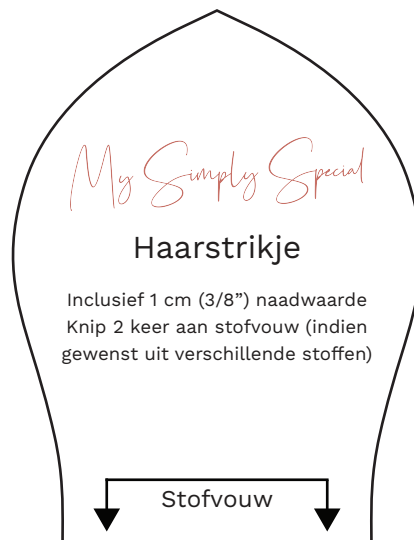 My Simply Special
Haarstrikje
Inclusief 1 cm (3/8”) naadwaarde
Knip 2 keer aan stofvouw (indien
gewenst uit verschillende stoffen)
Stofvouw